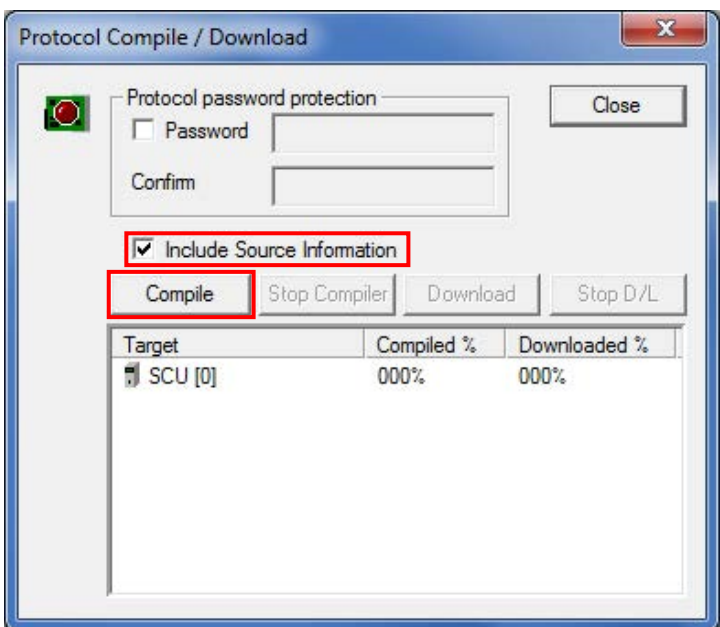 Protocol Compile / Download
Protocol password protection
Password
Close
Confirm
Include Source Information
Compile Stop Compiler Download Stop D/L
Target Compiled % Downloaded %
SCU [0] 000% 000%